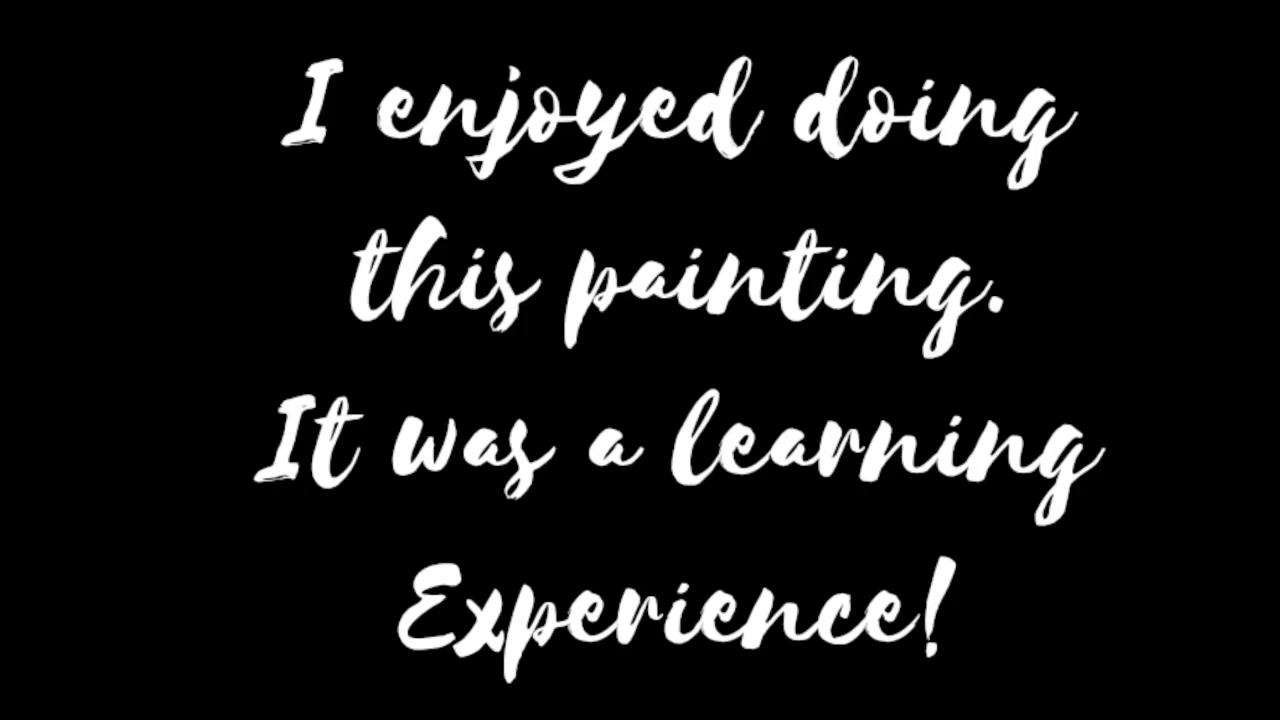 I enjoyed doing
this painting.
It was a learning
Experience!